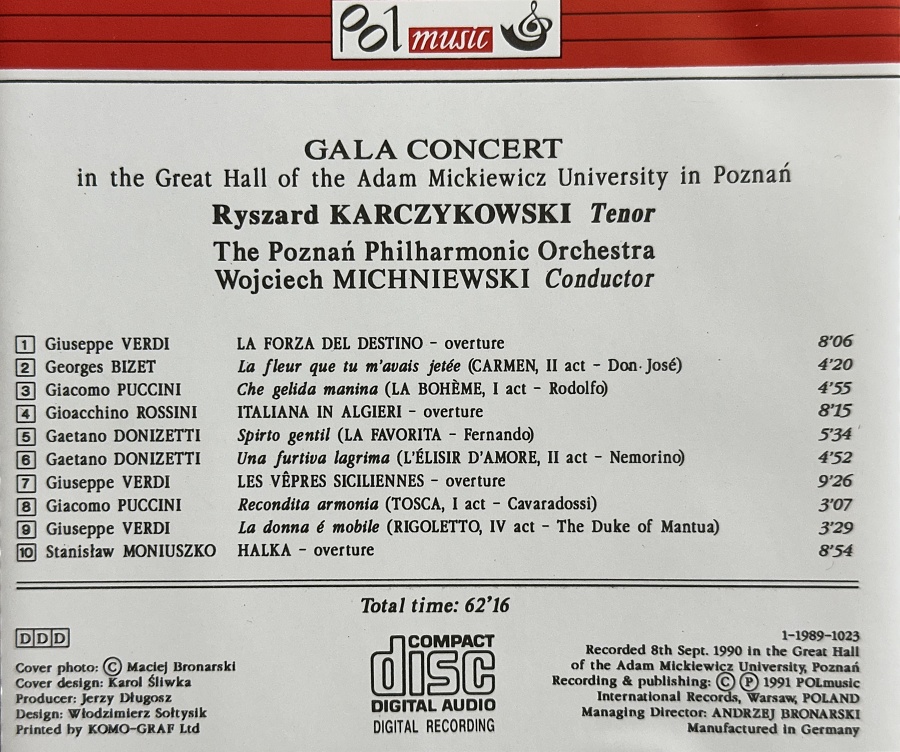 Pol music
GALA CONCERT
in the Great Hall of the Adam Mickiewicz University in Poznań
Ryszard KARCZYKOWSKI Tenor
The Poznań Philharmonic Orchestra
Wojciech MICHNIEWSKI Conductor
1 Giuseppe VERDI LA FORZA DEL DESTINO – overture 8'06
2 Georges BIZET La fleur que tu m'avais jetée (CARMEN, II act – Don José) 4'20
3 Giacomo PUCCINI Che gelida manina (LA BOHÈME, I act – Rodolfo) 4'55
4 Gioacchino ROSSINI ITALIANA IN ALGIERI – overture 8'15
5 Gaetano DONIZETTI Spirto gentil (LA FAVORITA – Fernando) 5'34
6 Gaetano DONIZETTI Una furtiva lagrima (L'ÉLISIR D'AMORE, II act – Nemorino) 4'52
7 Giuseppe VERDI LES VÊPRES SICILIENNES – overture 9'26
8 Giacomo PUCCINI Recondita armonia (TOSCA, I act – Cavaradossi) 3'07
9 Giuseppe VERDI La donna é mobile (RIGOLETTO, IV act – The Duke of Mantua) 3'29
10 Stanisław MONIUSZKO HALKA – overture 8'54
Total time: 62'16
DDD
Cover photo: © Maciej Bronarski
Cover design: Karol Śliwka
Producer: Jerzy Długosz
Design: Włodzimierz Sołtysik
Printed by KOMO-GRAF Ltd
COMPACT
disc
DIGITAL AUDIO
DIGITAL RECORDING
1-1989-1023
Recorded 8th Sept. 1990 in the Great Hall
of the Adam Mickiewicz University, Poznań
Recording & publishing: © ℗ 1991 POLmusic
International Records, Warsaw, POLAND
Managing Director: ANDRZEJ BRONARSKI
Manufactured in Germany